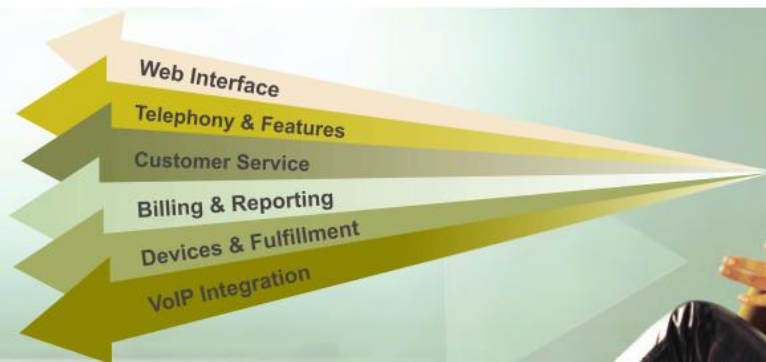 Web Interface
Telephony & Features
Customer Service
Billing & Reporting
Devices & Fulfillment
VoIP Integration